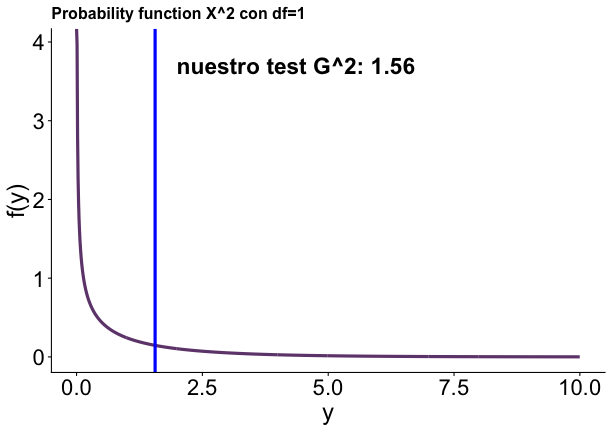 Probability function X^2 con df=1
nuestro test G^2: 1.56
f(y)
4
3
2
1
0
0.0 2.5 5.0 7.5 10.0
y